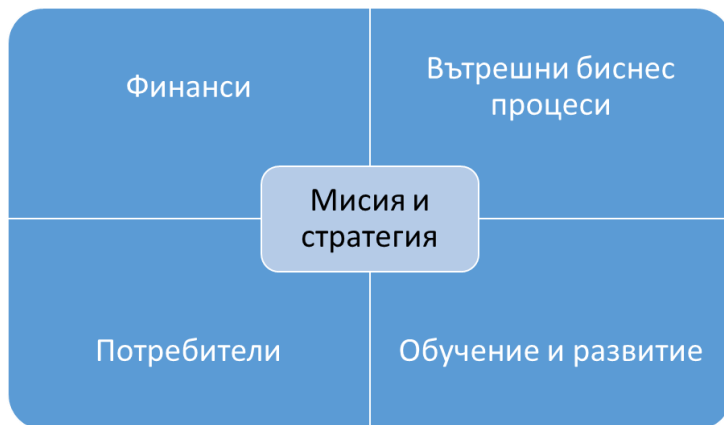 Финанси
Вътрешни бизнес
процеси
Мисия и
стратегия
Потребители
Обучение и развитие